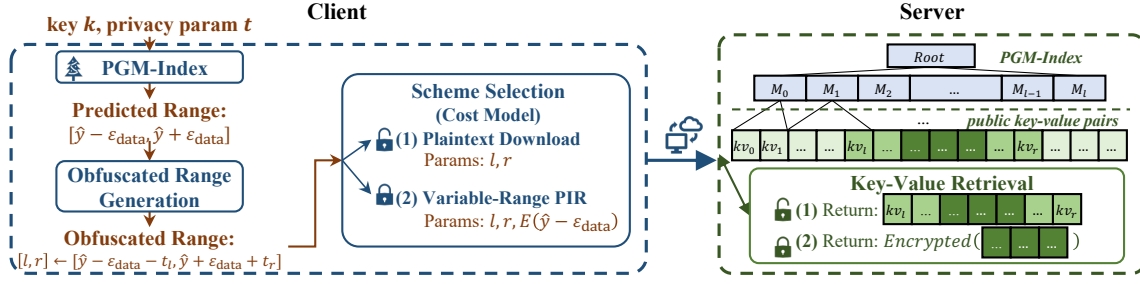 Client
key k, privacy param t
PGM-Index
Predicted Range:
[ŷ − ε_data, ŷ + ε_data]
Obfuscated Range
Generation
Obfuscated Range:
[l, r] ← [ŷ − ε_data − t_l, ŷ + ε_data + t_r]
Scheme Selection
(Cost Model)
(1) Plaintext Download
Params: l, r
(2) Variable-Range PIR
Params: l, r, E(ŷ − ε_data)
Server
Root
PGM-Index
M_0 M_1 M_2 ... M_{l−1} M_l
...
public key-value pairs
kv_0 kv_1 ... ... kv_l ... ... ... ... ... kv_r ... ... ...
Key-Value Retrieval
(1) Return: kv_l ... ... ... ... ... kv_r
(2) Return: Encrypted( ... ... ... )